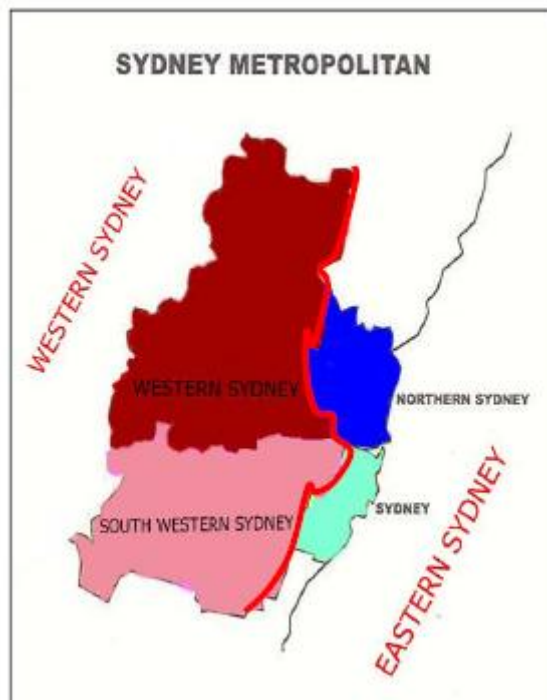 SYDNEY METROPOLITAN
WESTERN SYDNEY
WESTERN SYDNEY
NORTHERN SYDNEY
SOUTH WESTERN SYDNEY
SYDNEY
EASTERN SYDNEY